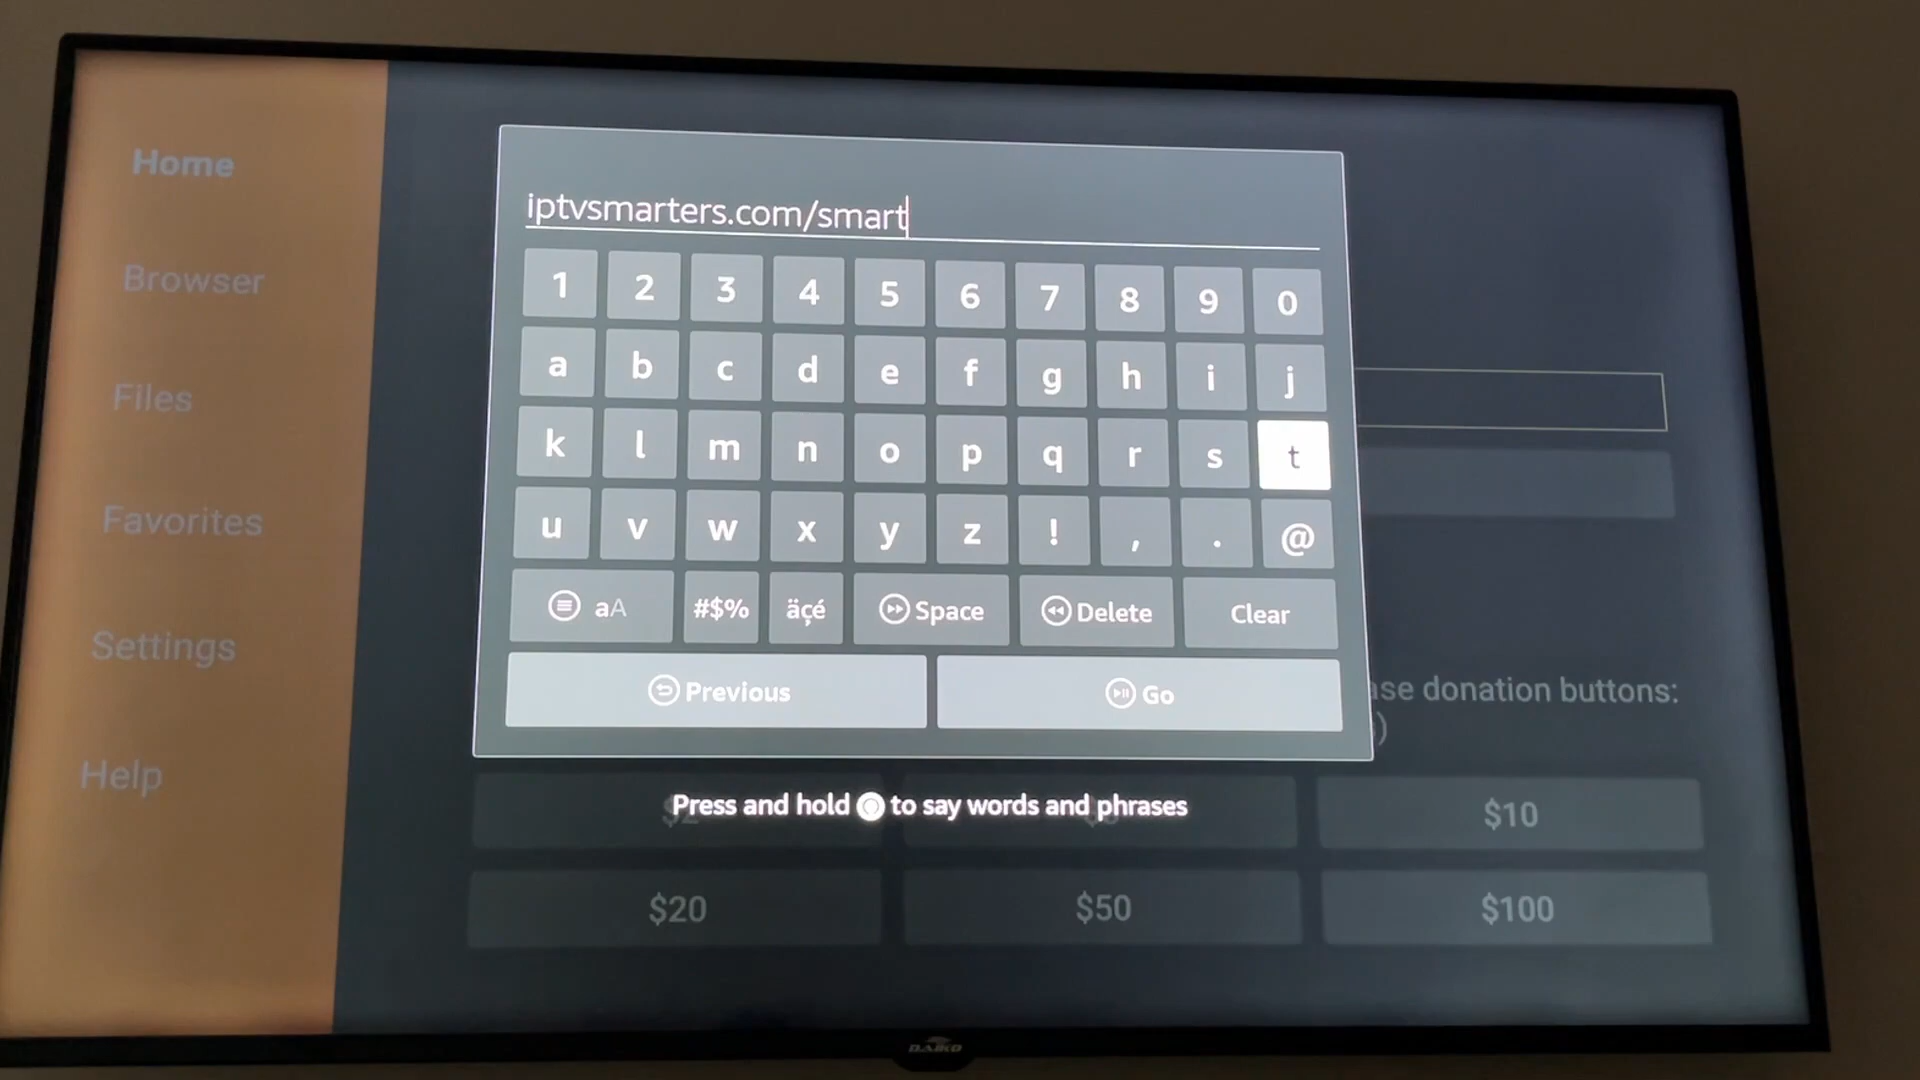 Home
Browser
Files
Favorites
Settings
Help
iptvsmarters.com/smart
1 2 3 4 5 6 7 8 9 0
a b c d e f g h i j
k l m n o p q r s t
u v w x y z ! , . @
aA #$% äçé Space Delete Clear
Previous Go
donation buttons:
)
Press and hold to say words and phrases
$10
$20 $50 $100
DAIKO